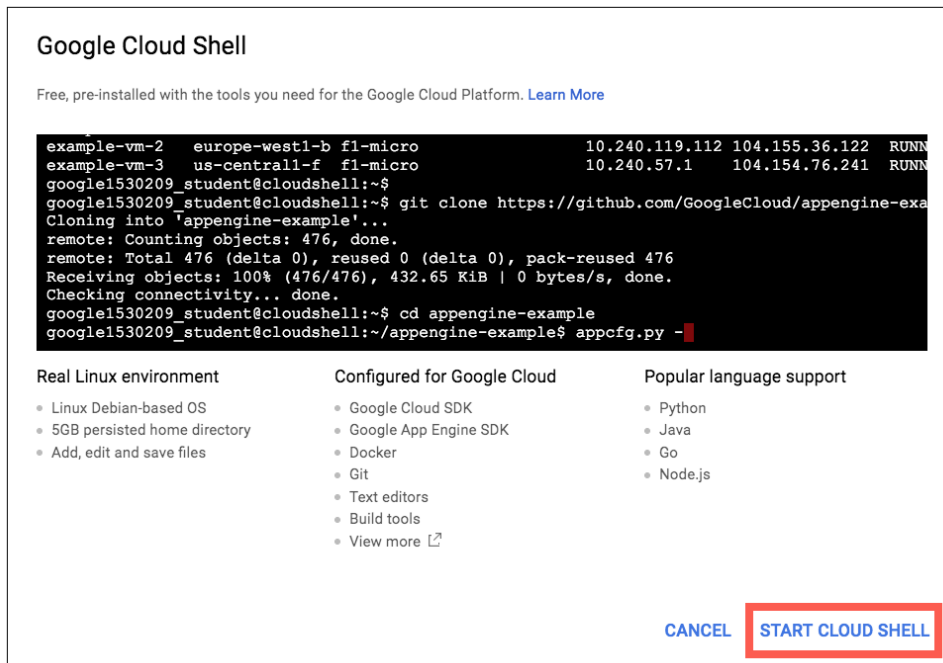 Google Cloud Shell
Free, pre-installed with the tools you need for the Google Cloud Platform. Learn More
example-vm-2 europe-west1-b f1-micro 10.240.119.112 104.155.36.122 RUNN
example-vm-3 us-central1-f f1-micro 10.240.57.1 104.154.76.241 RUNN
google1530209_student@cloudshell:~$
google1530209_student@cloudshell:~$ git clone https://github.com/GoogleCloud/appengine-exa
Cloning into 'appengine-example'...
remote: Counting objects: 476, done.
remote: Total 476 (delta 0), reused 0 (delta 0), pack-reused 476
Receiving objects: 100% (476/476), 432.65 KiB | 0 bytes/s, done.
Checking connectivity... done.
google1530209_student@cloudshell:~$ cd appengine-example
google1530209_student@cloudshell:~/appengine-example$ appcfg.py -
Real Linux environment
Linux Debian-based OS
5GB persisted home directory
Add, edit and save files
Configured for Google Cloud
Google Cloud SDK
Google App Engine SDK
Docker
Git
Text editors
Build tools
View more
Popular language support
Python
Java
Go
Node.js
CANCEL
START CLOUD SHELL